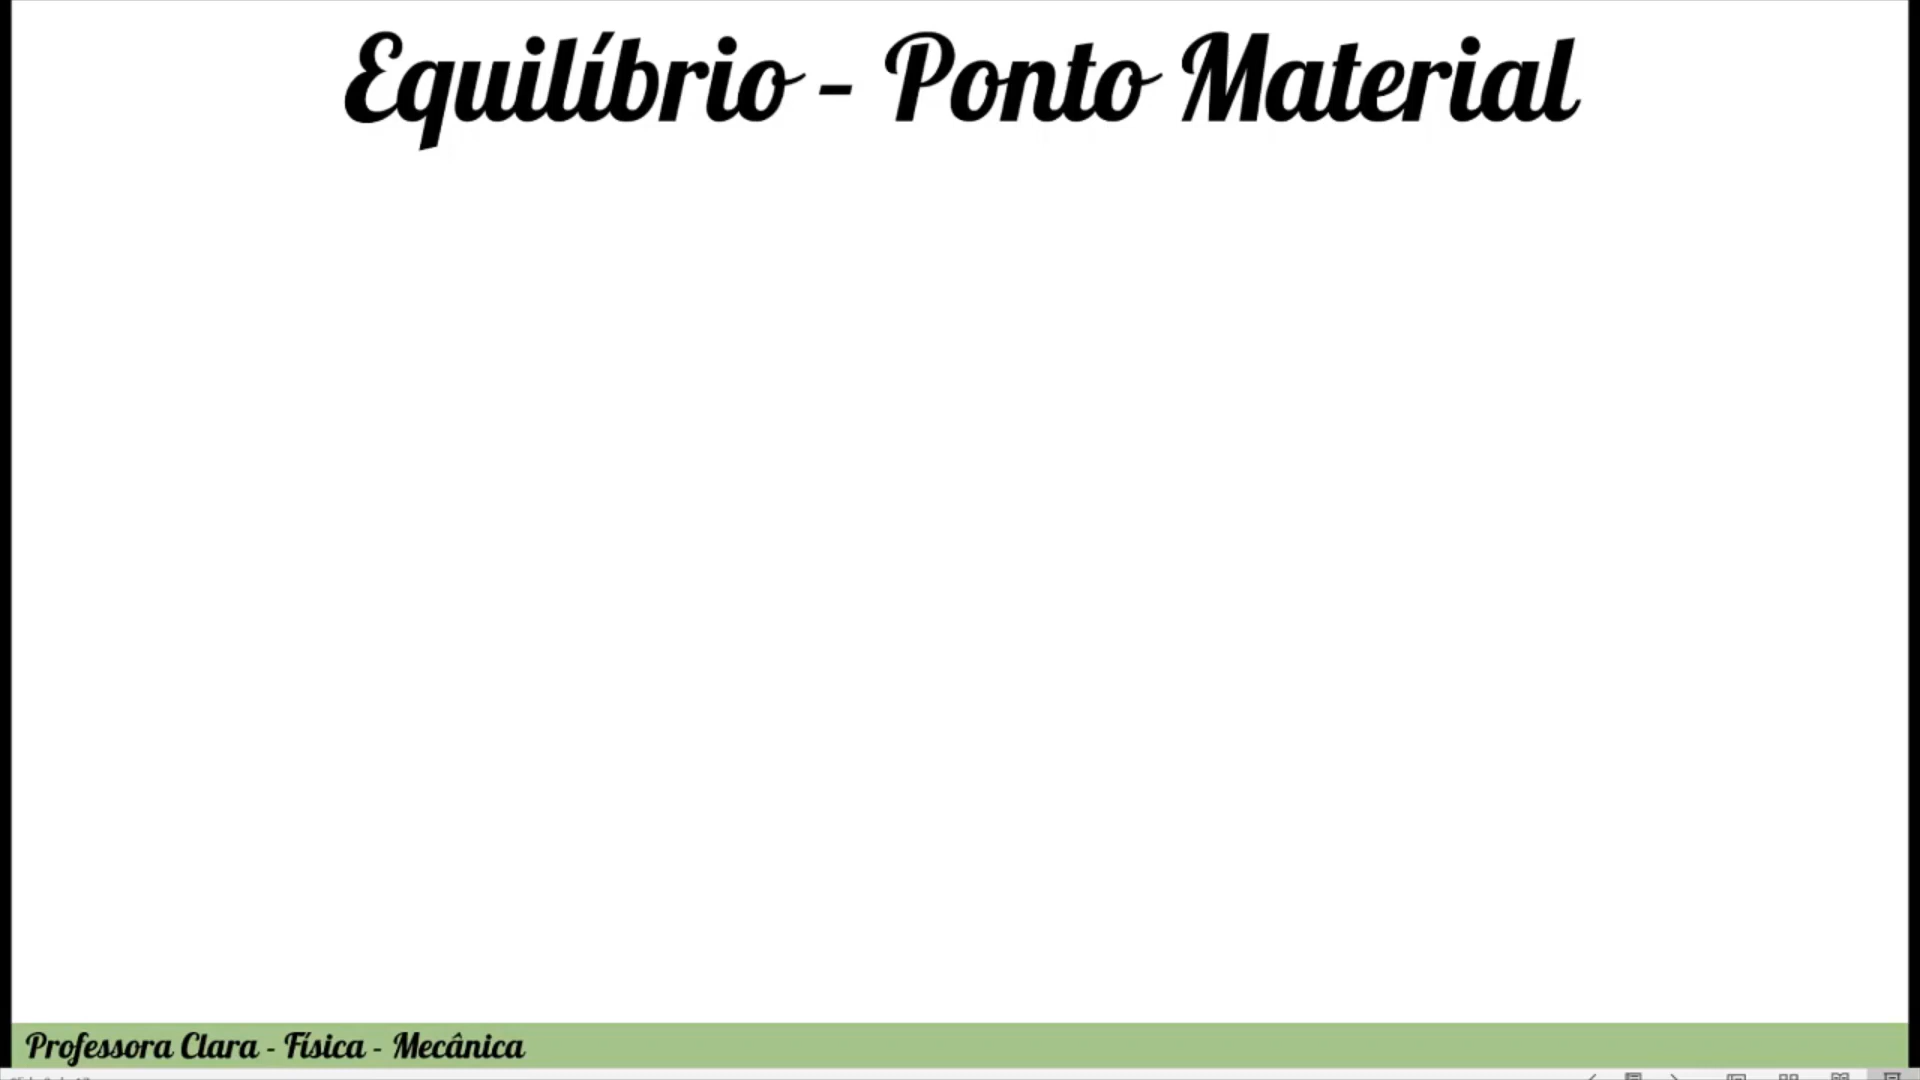 Equilíbrio - Ponto Material
Professora Clara - Física - Mecânica